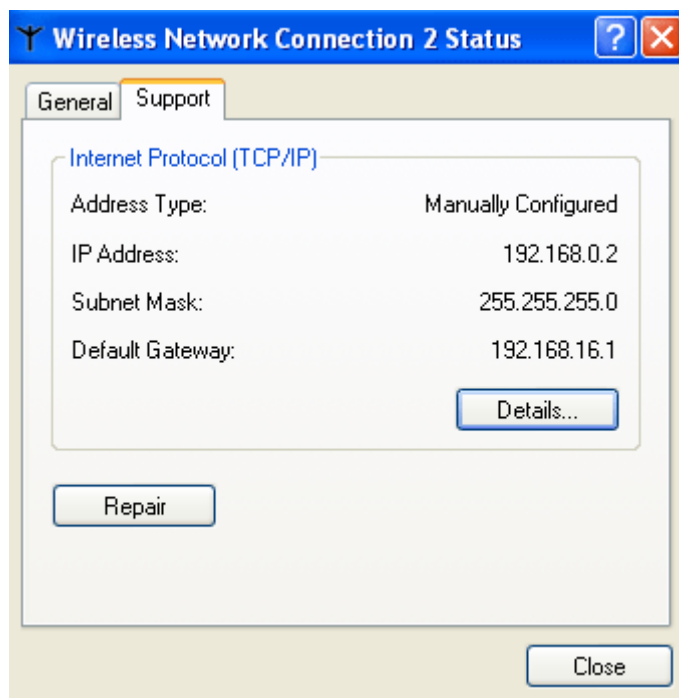 Wireless Network Connection 2 Status
General Support
Internet Protocol (TCP/IP)
Address Type: Manually Configured
IP Address: 192.168.0.2
Subnet Mask: 255.255.255.0
Default Gateway: 192.168.16.1
Details...
Repair
Close